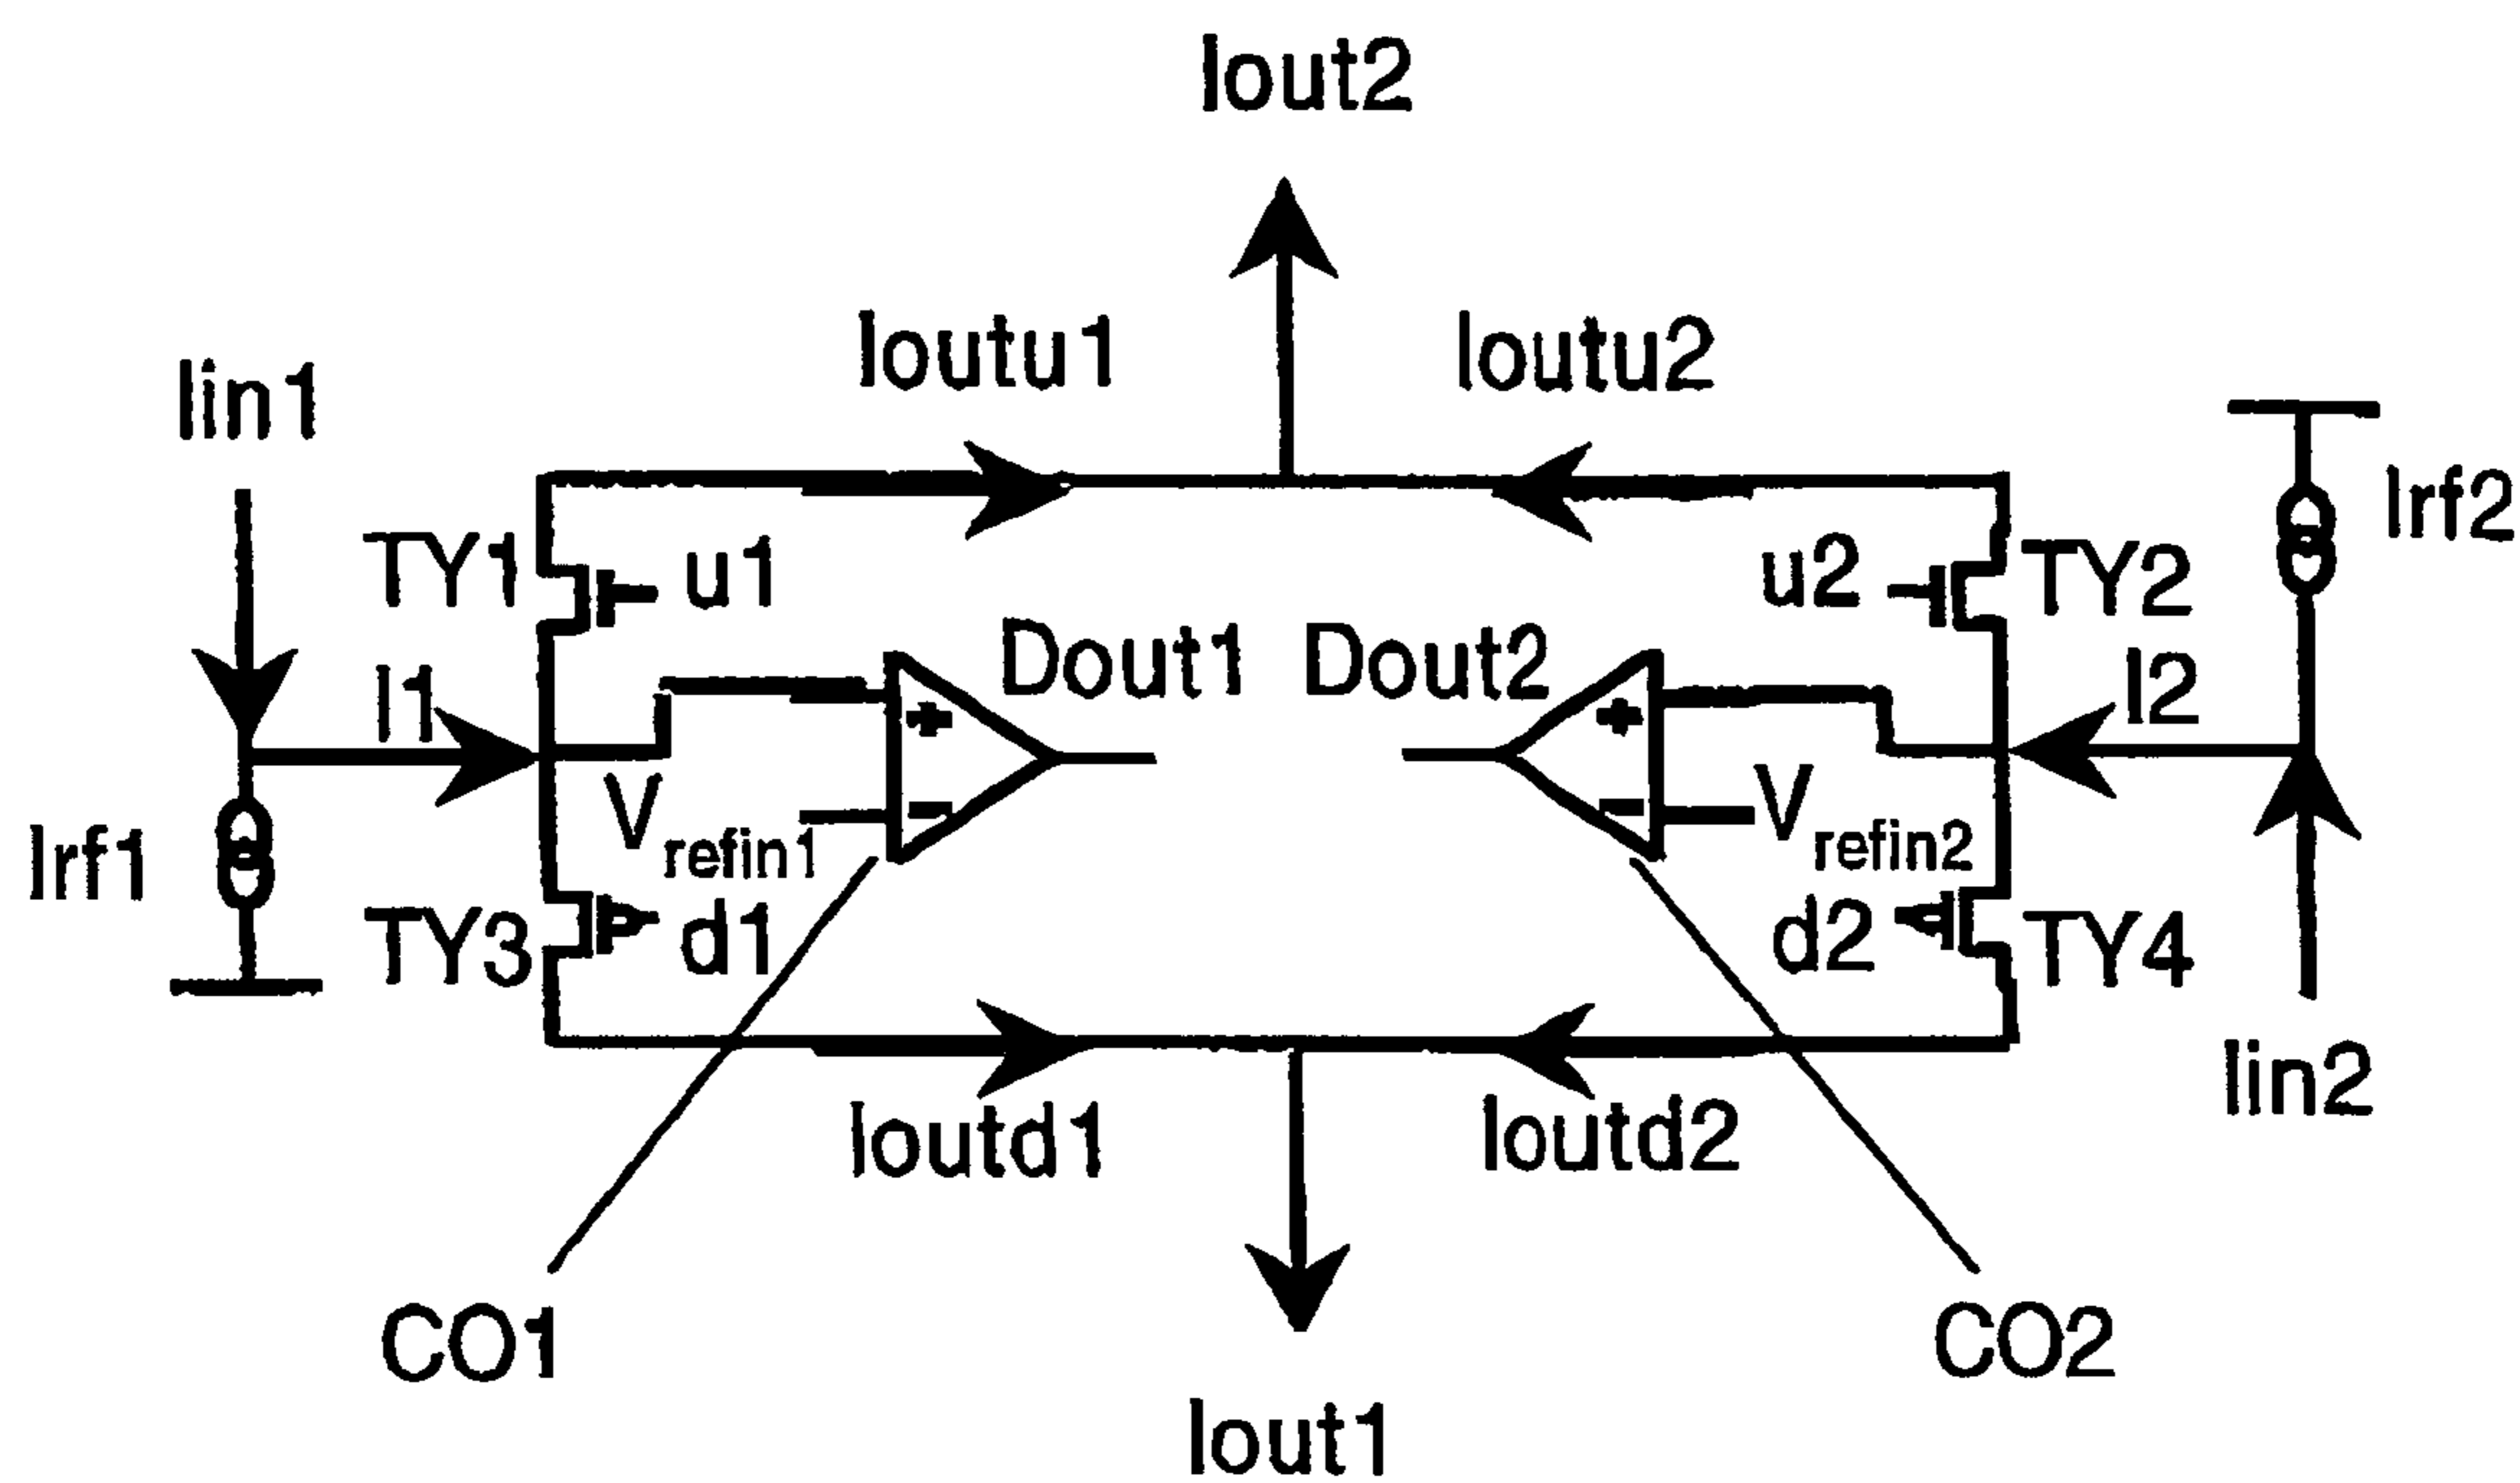 Iout2
Ioutu1
Ioutu2
Iin1
Irf2
TY1
u1
u2
TY2
Dout1
Dout2
I1
I2
+
+
Vrefin1
-
-
Vrefin2
Irf1
TY3
d1
d2
TY4
Ioutd1
Ioutd2
Iin2
CO1
CO2
Iout1